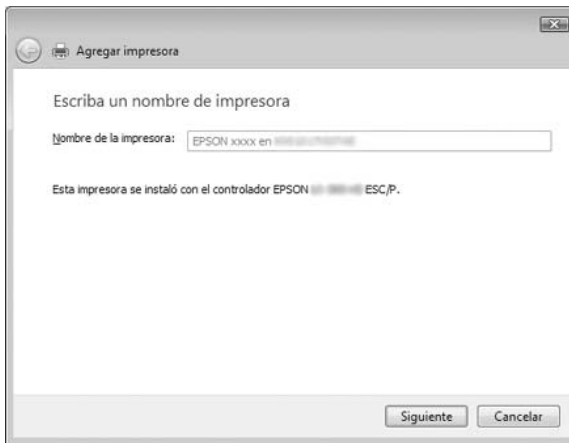 Agregar impresora
Escriba un nombre de impresora
Nombre de la impresora: EPSON xxxx en
Esta impresora se instaló con el controlador EPSON ESC/P.
Siguiente Cancelar